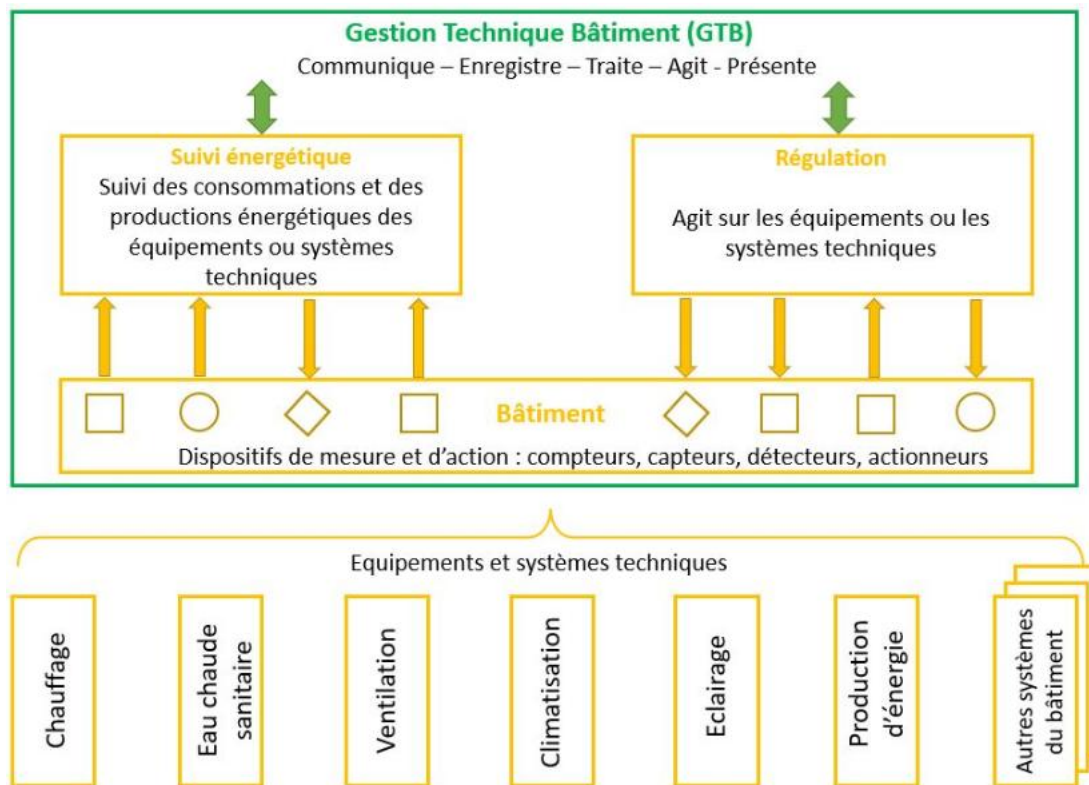 Gestion Technique Bâtiment (GTB)
Communique – Enregistre – Traite – Agit - Présente
Suivi énergétique
Suivi des consommations et des
productions énergétiques des
équipements ou systèmes
techniques
Régulation
Agit sur les équipements ou les
systèmes techniques
Bâtiment
Dispositifs de mesure et d’action : compteurs, capteurs, détecteurs, actionneurs
Equipements et systèmes techniques
Chauffage
Eau chaude
sanitaire
Ventilation
Climatisation
Eclairage
Production
d’énergie
Autres systèmes
du bâtiment